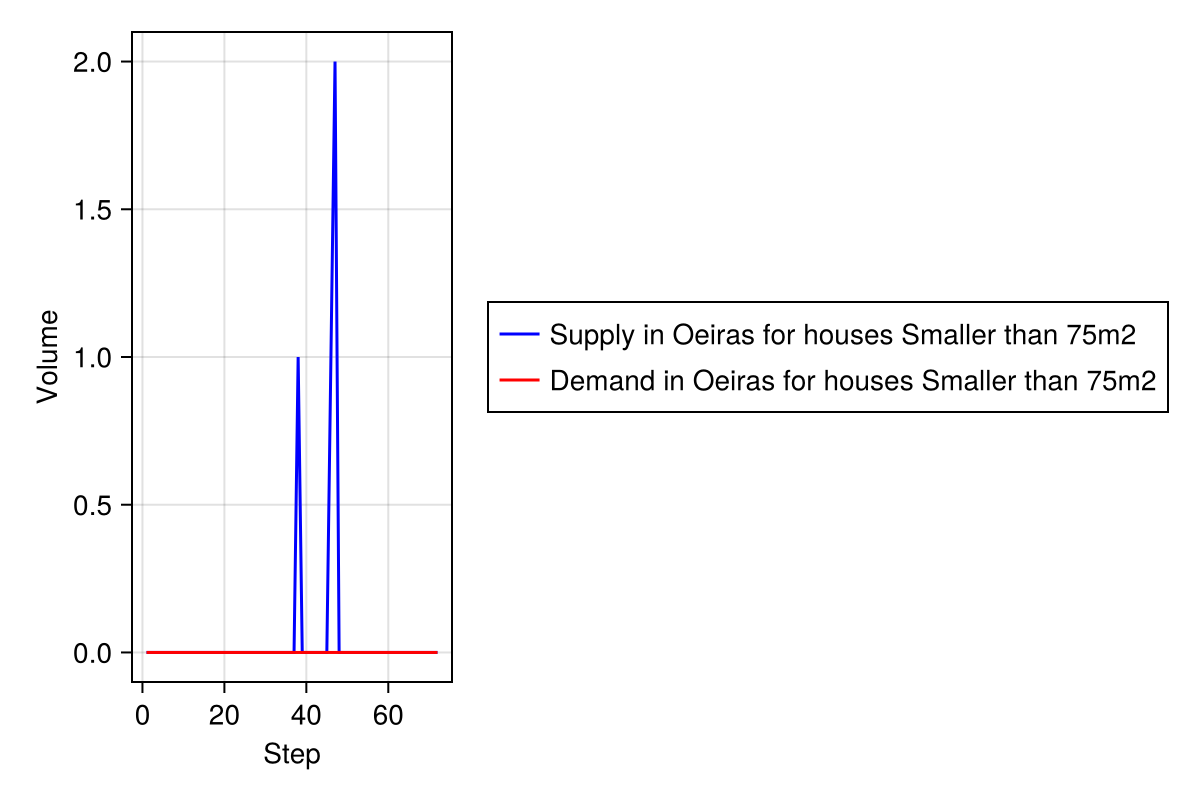 2.0
1.5
1.0
0.5
0.0
Volume
0 20 40 60
Step
Supply in Oeiras for houses Smaller than 75m2
Demand in Oeiras for houses Smaller than 75m2